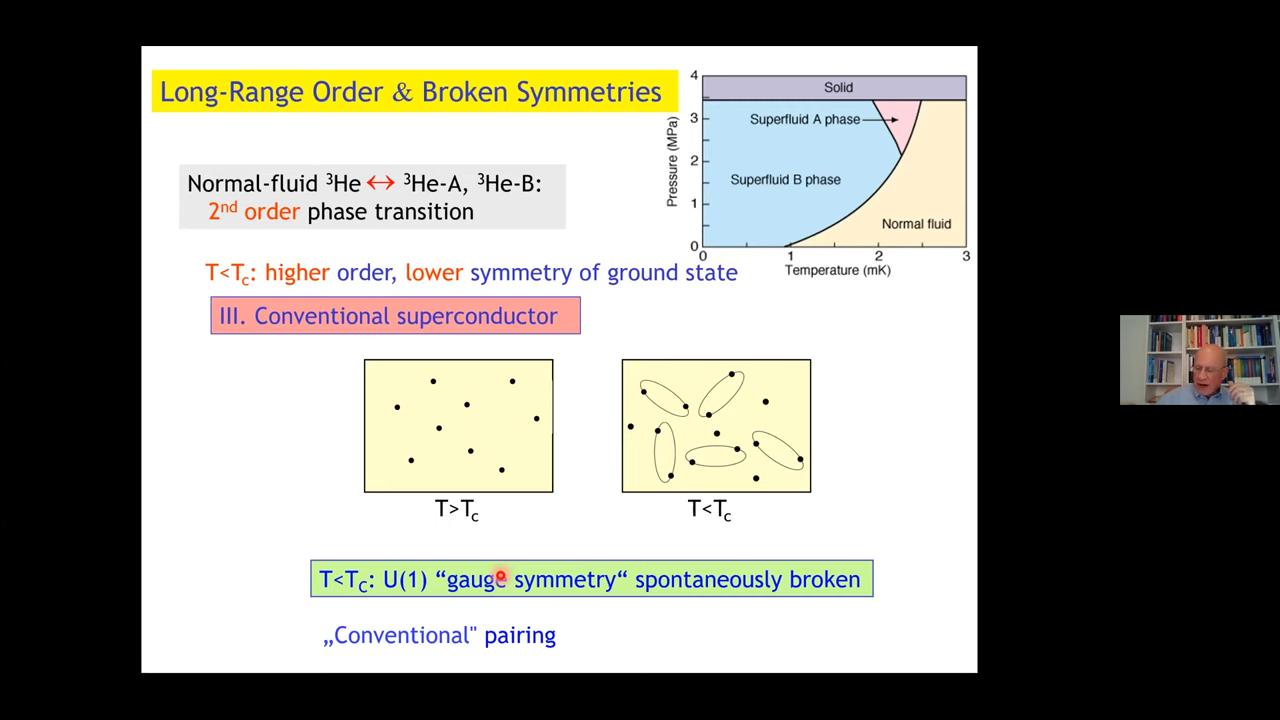 Long-Range Order & Broken Symmetries
Normal-fluid ³He ↔ ³He-A, ³He-B:
2nd order phase transition
T<Tc: higher order, lower symmetry of ground state
III. Conventional superconductor
T>Tc
T<Tc
T<TC: U(1) “gauge symmetry“ spontaneously broken
„Conventional" pairing
Pressure (MPa)
4
3
2
1
0
Solid
Superfluid A phase
Superfluid B phase
Normal fluid
0 1 2 3
Temperature (mK)